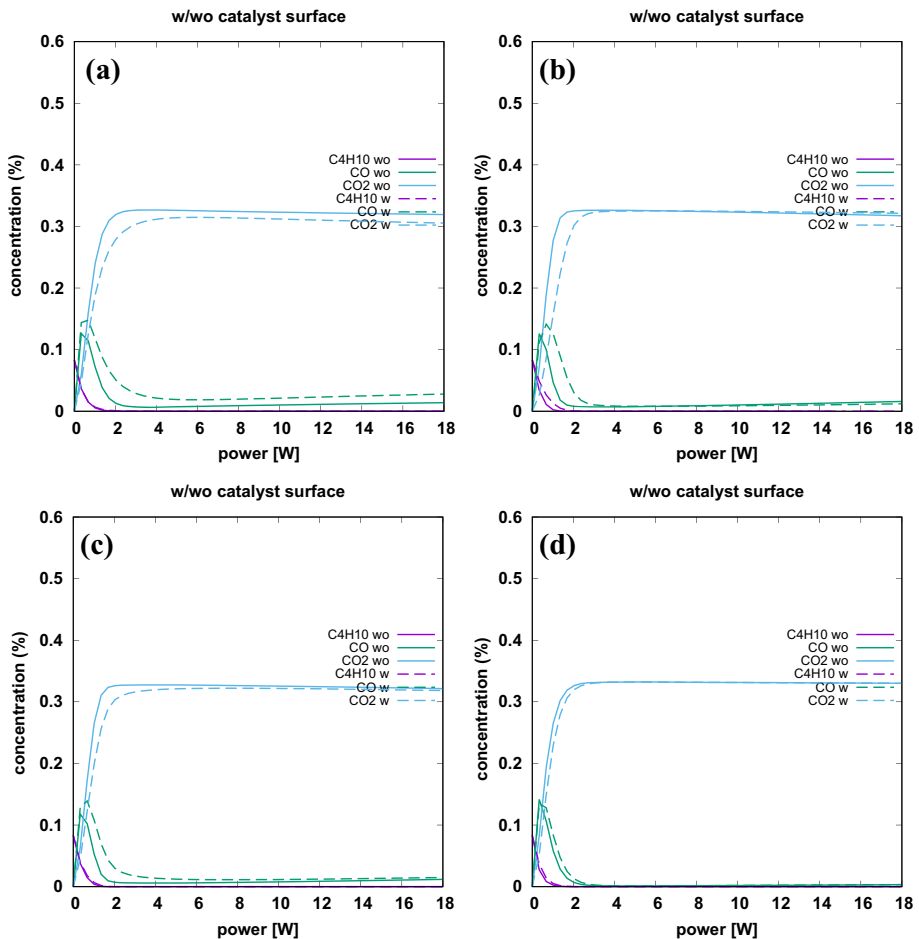 w/wo catalyst surface
(a)
0.6
0.5
0.4
0.3
0.2
0.1
0
concentration (%)
C4H10 wo
CO wo
CO2 wo
C4H10 w
CO w
CO2 w
0 2 4 6 8 10 12 14 16 18
power [W]
w/wo catalyst surface
(b)
0.6
0.5
0.4
0.3
0.2
0.1
0
concentration (%)
C4H10 wo
CO wo
CO2 wo
C4H10 w
CO w
CO2 w
0 2 4 6 8 10 12 14 16 18
power [W]
w/wo catalyst surface
(c)
0.6
0.5
0.4
0.3
0.2
0.1
0
concentration (%)
C4H10 wo
CO wo
CO2 wo
C4H10 w
CO w
CO2 w
0 2 4 6 8 10 12 14 16 18
power [W]
w/wo catalyst surface
(d)
0.6
0.5
0.4
0.3
0.2
0.1
0
concentration (%)
C4H10 wo
CO wo
CO2 wo
C4H10 w
CO w
CO2 w
0 2 4 6 8 10 12 14 16 18
power [W]